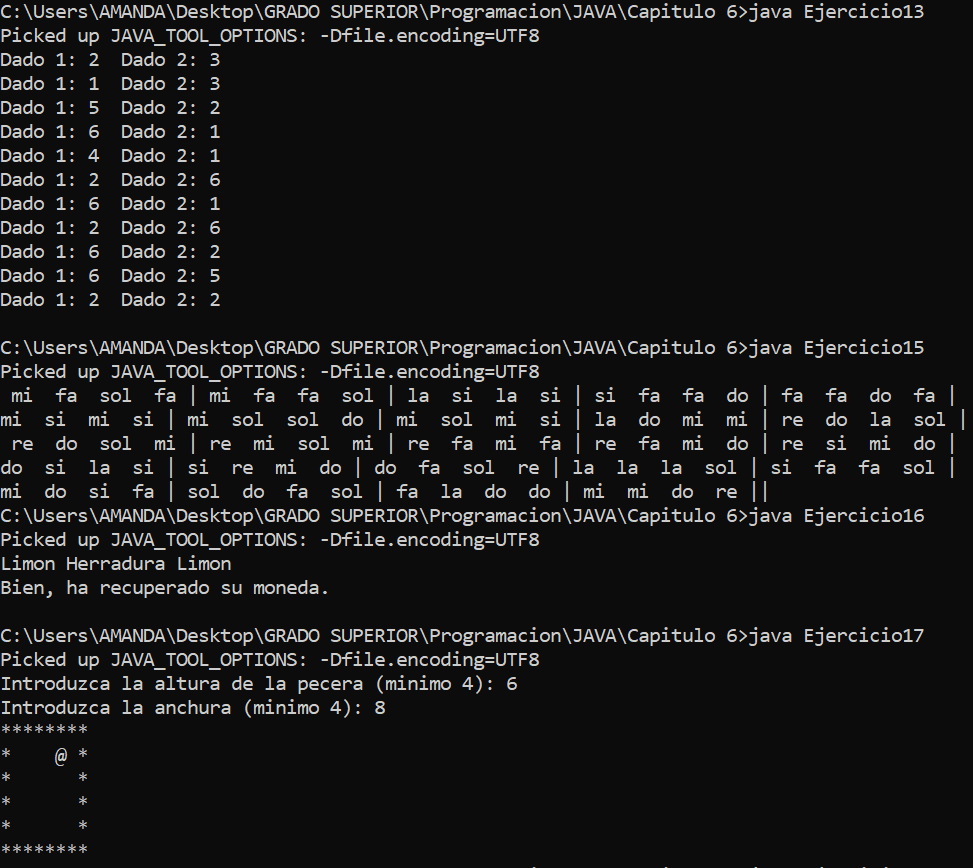 C:\Users\AMANDA\Desktop\GRADO SUPERIOR\Programacion\JAVA\Capitulo 6>java Ejercicio13
Picked up JAVA_TOOL_OPTIONS: -Dfile.encoding=UTF8
Dado 1: 2  Dado 2: 3
Dado 1: 1  Dado 2: 3
Dado 1: 5  Dado 2: 2
Dado 1: 6  Dado 2: 1
Dado 1: 4  Dado 2: 1
Dado 1: 2  Dado 2: 6
Dado 1: 6  Dado 2: 1
Dado 1: 2  Dado 2: 6
Dado 1: 6  Dado 2: 2
Dado 1: 6  Dado 2: 5
Dado 1: 2  Dado 2: 2

C:\Users\AMANDA\Desktop\GRADO SUPERIOR\Programacion\JAVA\Capitulo 6>java Ejercicio15
Picked up JAVA_TOOL_OPTIONS: -Dfile.encoding=UTF8
 mi  fa  sol  fa | mi  fa  fa  sol | la  si  la  si | si  fa  fa  do | fa  fa  do  fa |
mi  si  mi  si | mi  sol  sol  do | mi  sol  mi  si | la  do  mi  mi | re  do  la  sol |
 re  do  sol  mi | re  mi  sol  mi | re  fa  mi  fa | re  fa  mi  do | re  si  mi  do |
do  si  la  si | si  re  mi  do | do  fa  sol  re | la  la  la  sol | si  fa  fa  sol |
mi  do  si  fa | sol  do  fa  sol | fa  la  do  do | mi  mi  do  re ||
C:\Users\AMANDA\Desktop\GRADO SUPERIOR\Programacion\JAVA\Capitulo 6>java Ejercicio16
Picked up JAVA_TOOL_OPTIONS: -Dfile.encoding=UTF8
Limon Herradura Limon
Bien, ha recuperado su moneda.

C:\Users\AMANDA\Desktop\GRADO SUPERIOR\Programacion\JAVA\Capitulo 6>java Ejercicio17
Picked up JAVA_TOOL_OPTIONS: -Dfile.encoding=UTF8
Introduzca la altura de la pecera (minimo 4): 6
Introduzca la anchura (minimo 4): 8
********
*    @ *
*      *
*      *
*      *
********